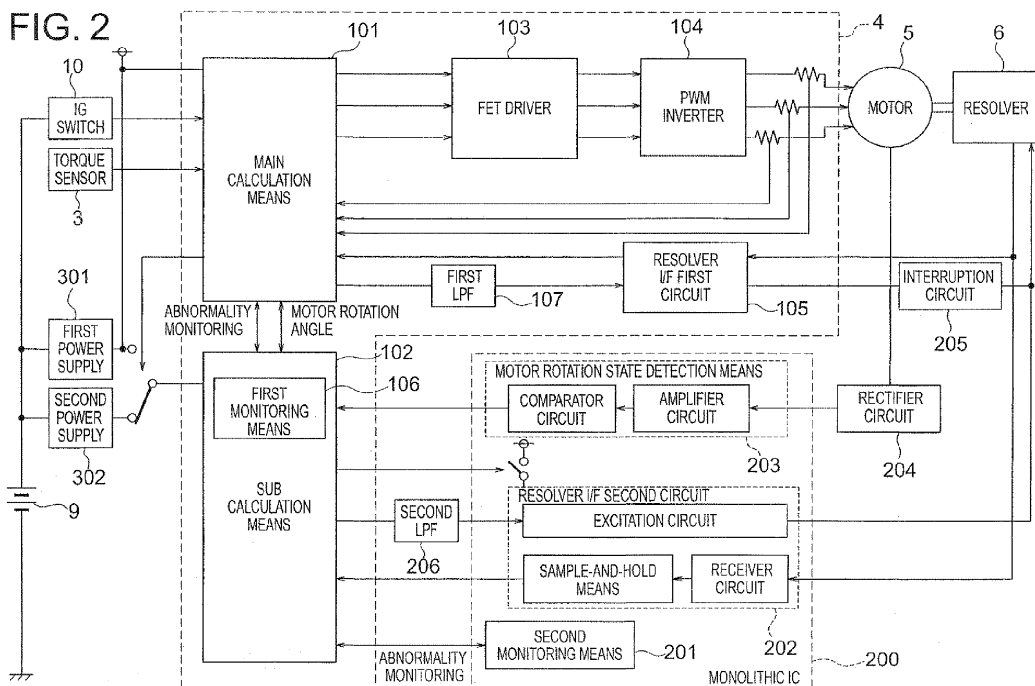 FIG. 2
101
103
104
4
5
6
10
IG
SWITCH
TORQUE
SENSOR
3
MAIN
CALCULATION
MEANS
FET DRIVER
PWM
INVERTER
MOTOR
RESOLVER
301
FIRST
POWER
SUPPLY
SECOND
POWER
SUPPLY
302
9
ABNORMALITY
MONITORING
MOTOR ROTATION
ANGLE
FIRST
LPF
107
RESOLVER
I/F FIRST
CIRCUIT
105
INTERRUPTION
CIRCUIT
205
102
106
FIRST
MONITORING
MEANS
SUB
CALCULATION
MEANS
MOTOR ROTATION STATE DETECTION MEANS
COMPARATOR
CIRCUIT
AMPLIFIER
CIRCUIT
203
RECTIFIER
CIRCUIT
204
SECOND
LPF
206
RESOLVER I/F SECOND CIRCUIT
EXCITATION CIRCUIT
SAMPLE-AND-HOLD
MEANS
RECEIVER
CIRCUIT
202
SECOND
MONITORING MEANS
201
ABNORMALITY
MONITORING
MONOLITHIC IC
200